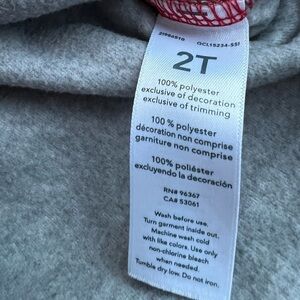 OCL15234-SS1
2T
100% polyester
exclusive of decoration
exclusive of trimming
100 % polyester
décoration non comprise
garniture non comprise
100% poliéster
excluyendo la decoración
RN# 96367
CA# 53061
Wash before use.
Turn garment inside out.
Machine wash cold
with like colors. Use only
non-chlorine bleach
when needed.
Tumble dry low. Do not iron.